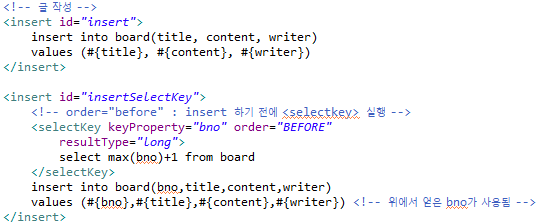 <!-- 글 작성 -->
<insert id="insert">
insert into board(title, content, writer)
values (#{title}, #{content}, #{writer})
</insert>
<insert id="insertSelectKey">
<!-- order="before" : insert 하기 전에 <selectkey> 실행 -->
<selectKey keyProperty="bno" order="BEFORE"
resultType="long">
select max(bno)+1 from board
</selectKey>
insert into board(bno,title,content,writer)
values (#{bno},#{title},#{content},#{writer}) <!-- 위에서 얻은 bno가 사용됨 -->
</insert>